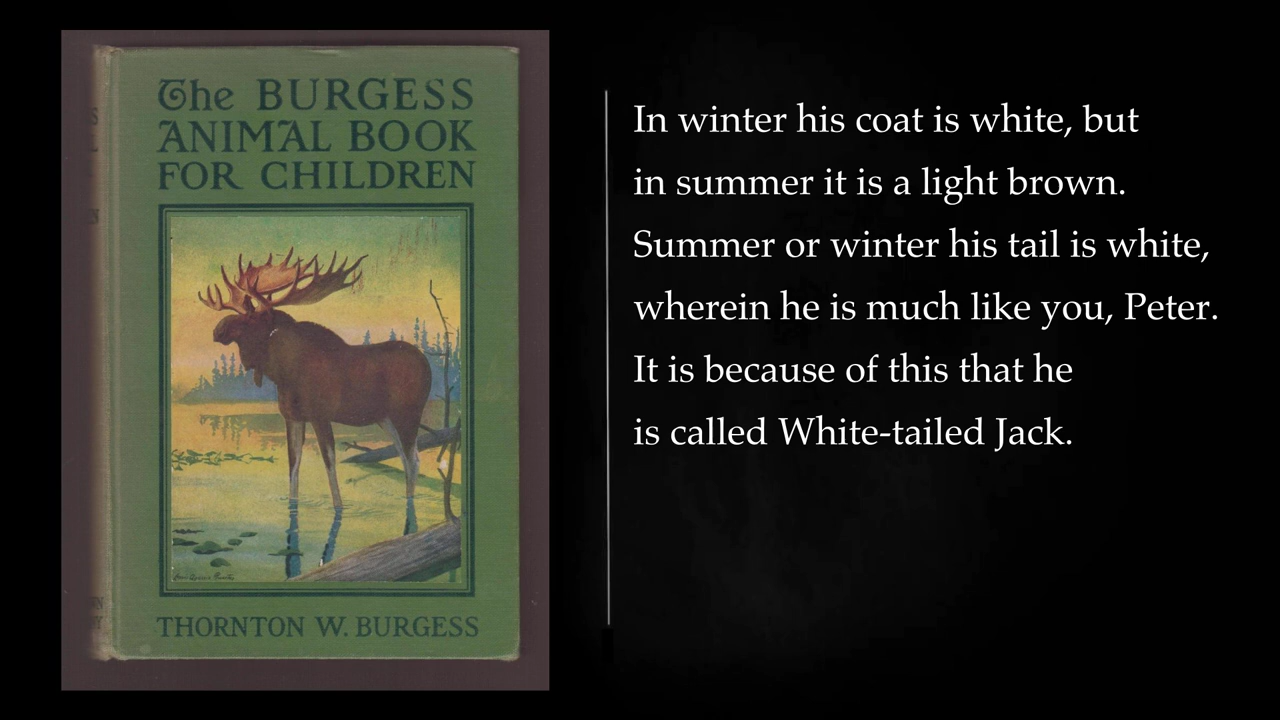 The BURGESS
ANIMAL BOOK
FOR CHILDREN
THORNTON W. BURGESS
In winter his coat is white, but
in summer it is a light brown.
Summer or winter his tail is white,
wherein he is much like you, Peter.
It is because of this that he
is called White-tailed Jack.